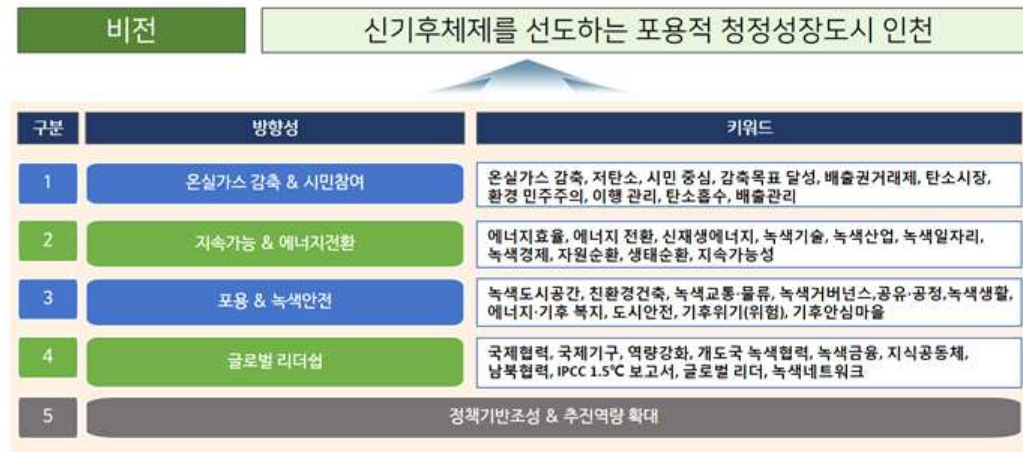 비전
신기후체제를 선도하는 포용적 청정성장도시 인천
구분 방향성 키워드
1 온실가스 감축 & 시민참여
온실가스 감축, 저탄소, 시민 중심, 감축목표 달성, 배출권거래제, 탄소시장,
환경 민주주의, 이행 관리, 탄소흡수, 배출관리
2 지속가능 & 에너지전환
에너지효율, 에너지 전환, 신재생에너지, 녹색기술, 녹색산업, 녹색일자리,
녹색경제, 자원순환, 생태순환, 지속가능성
3 포용 & 녹색안전
녹색도시공간, 친환경건축, 녹색교통·물류, 녹색거버넌스,공유·공정,녹색생활,
에너지·기후 복지, 도시안전, 기후위기(위험), 기후안심마을
4 글로벌 리더쉽
국제협력, 국제기구, 역량강화, 개도국 녹색협력, 녹색금융, 지식공동체,
남북협력, IPCC 1.5℃ 보고서, 글로벌 리더, 녹색네트워크
5 정책기반조성 & 추진역량 확대